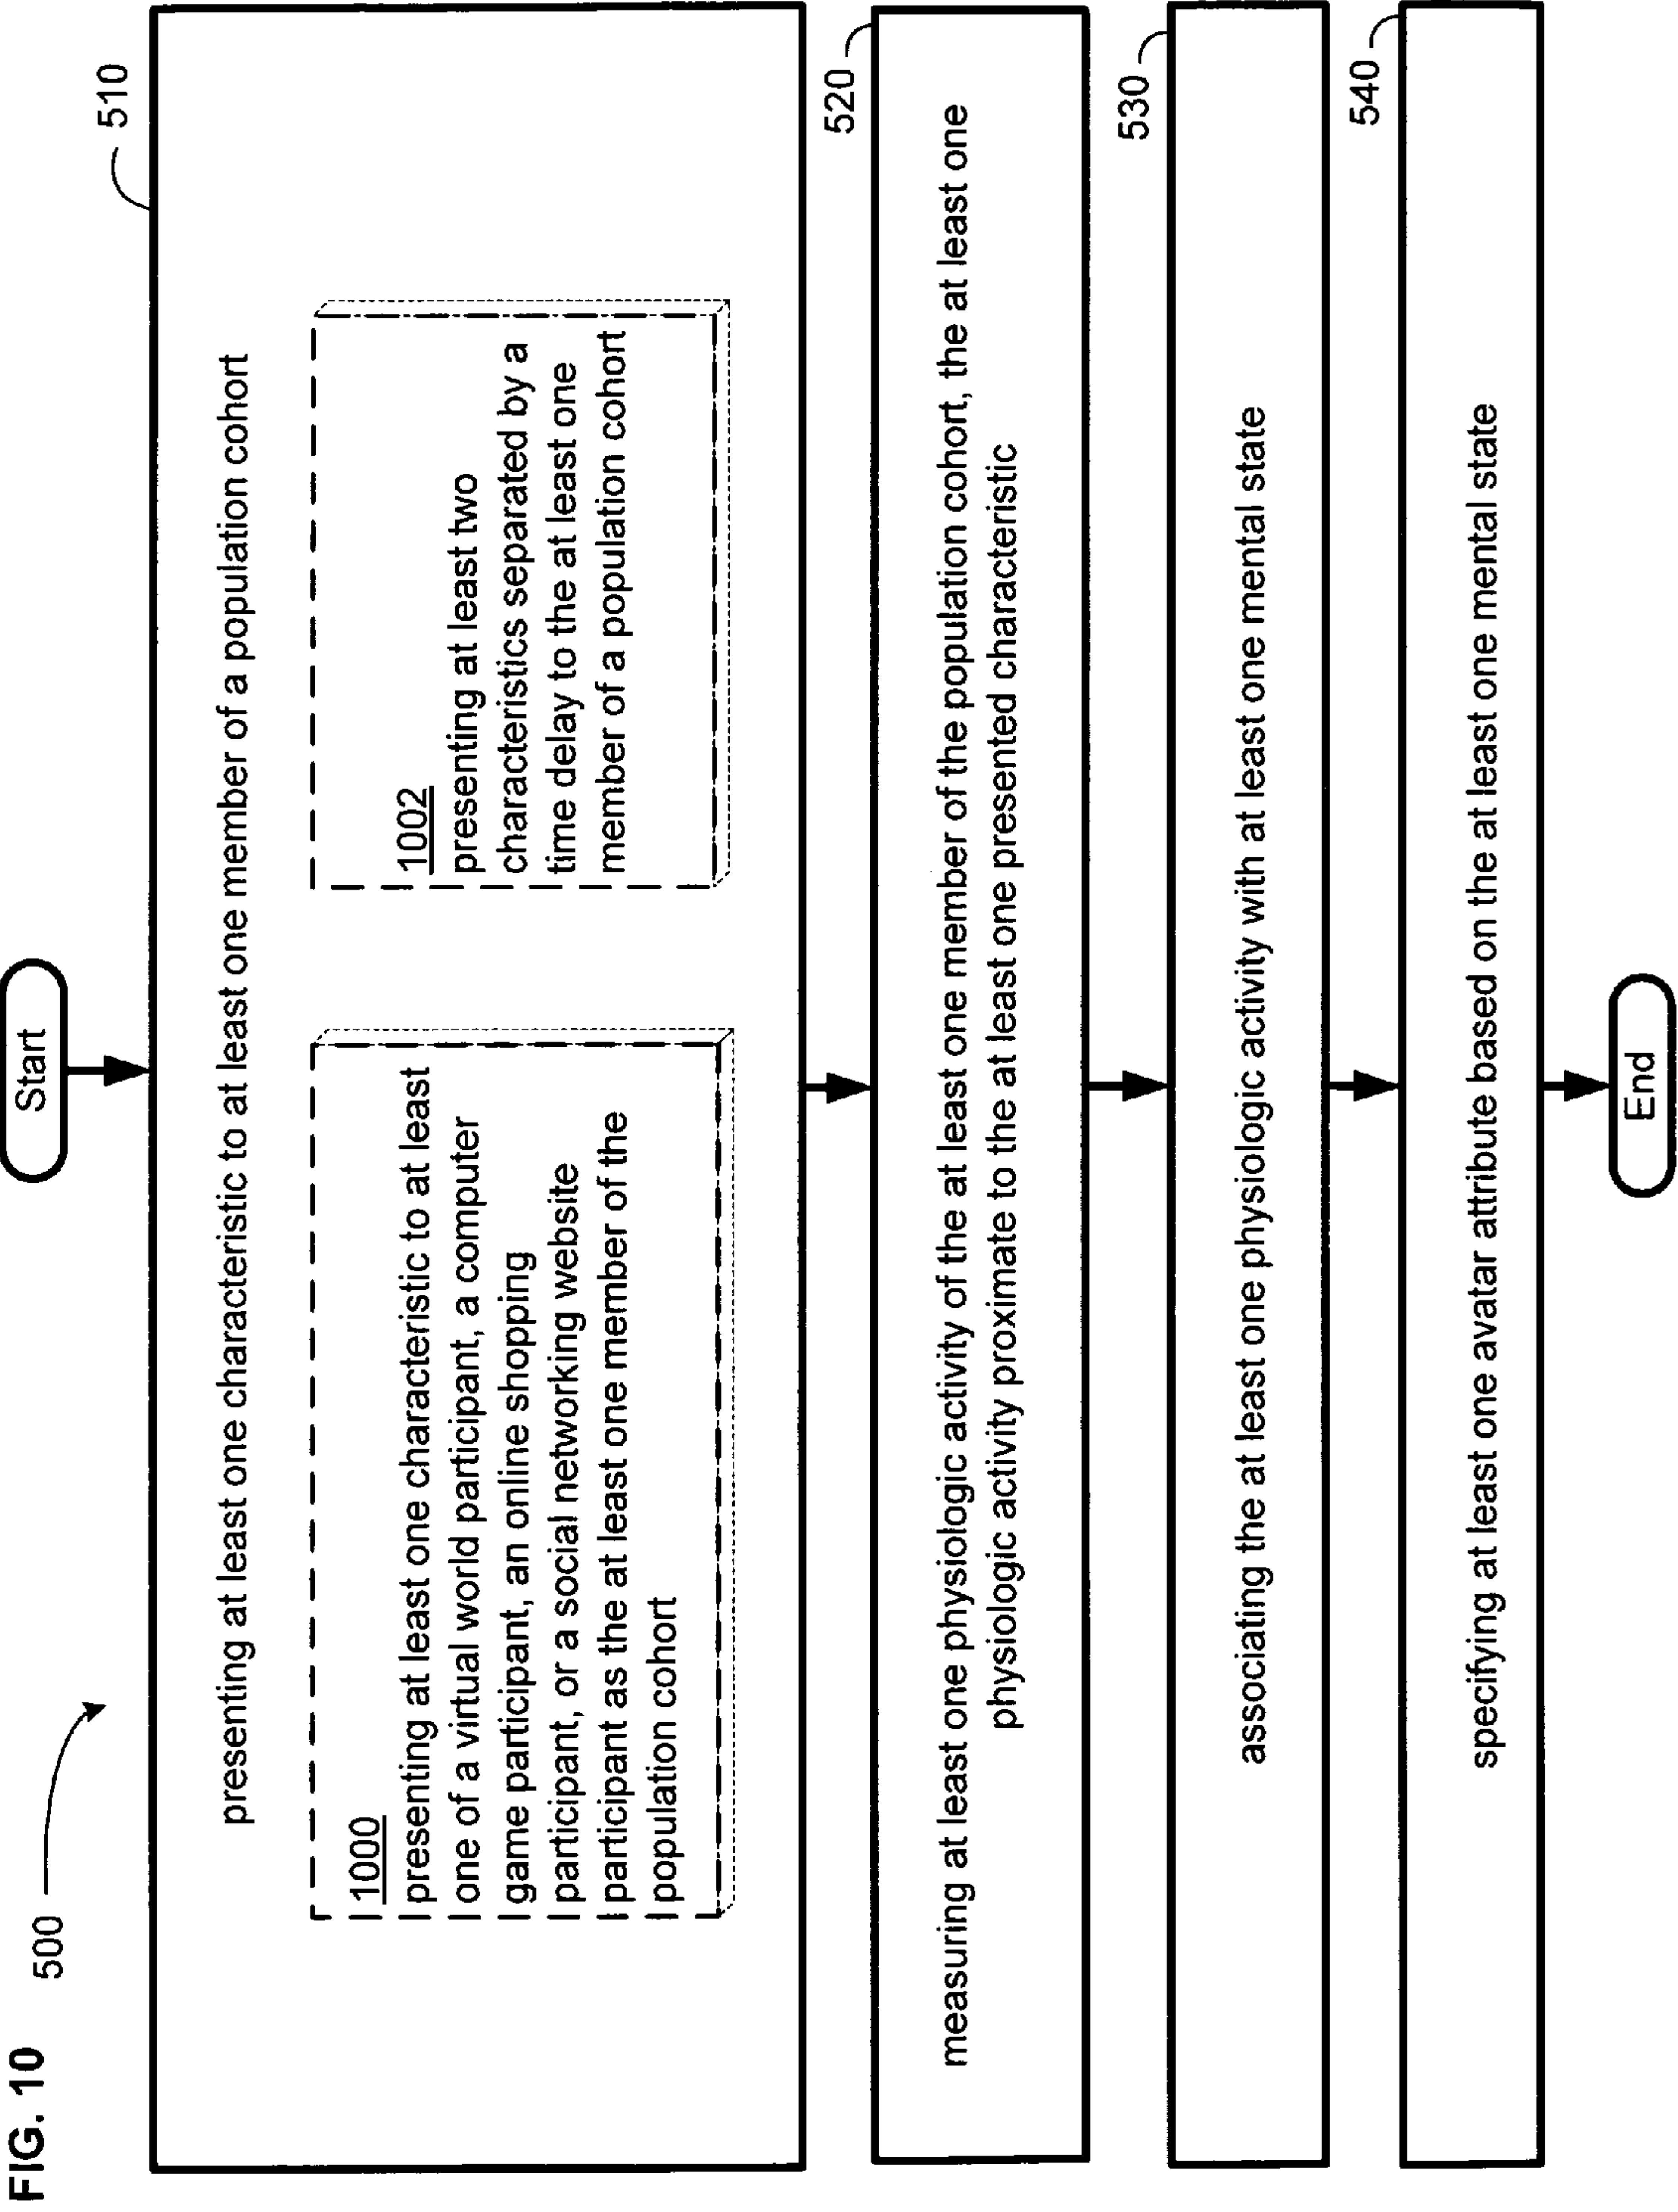 FIG. 10
500
Start
510
presenting at least one characteristic to at least one member of a population cohort
1000
presenting at least one characteristic to at least
one of a virtual world participant, a computer
game participant, an online shopping
participant, or a social networking website
participant as the at least one member of the
population cohort
1002
presenting at least two
characteristics separated by a
time delay to the at least one
member of a population cohort
520
measuring at least one physiologic activity of the at least one member of the population cohort, the at least one
physiologic activity proximate to the at least one presented characteristic
530
associating the at least one physiologic activity with at least one mental state
540
specifying at least one avatar attribute based on the at least one mental state
End